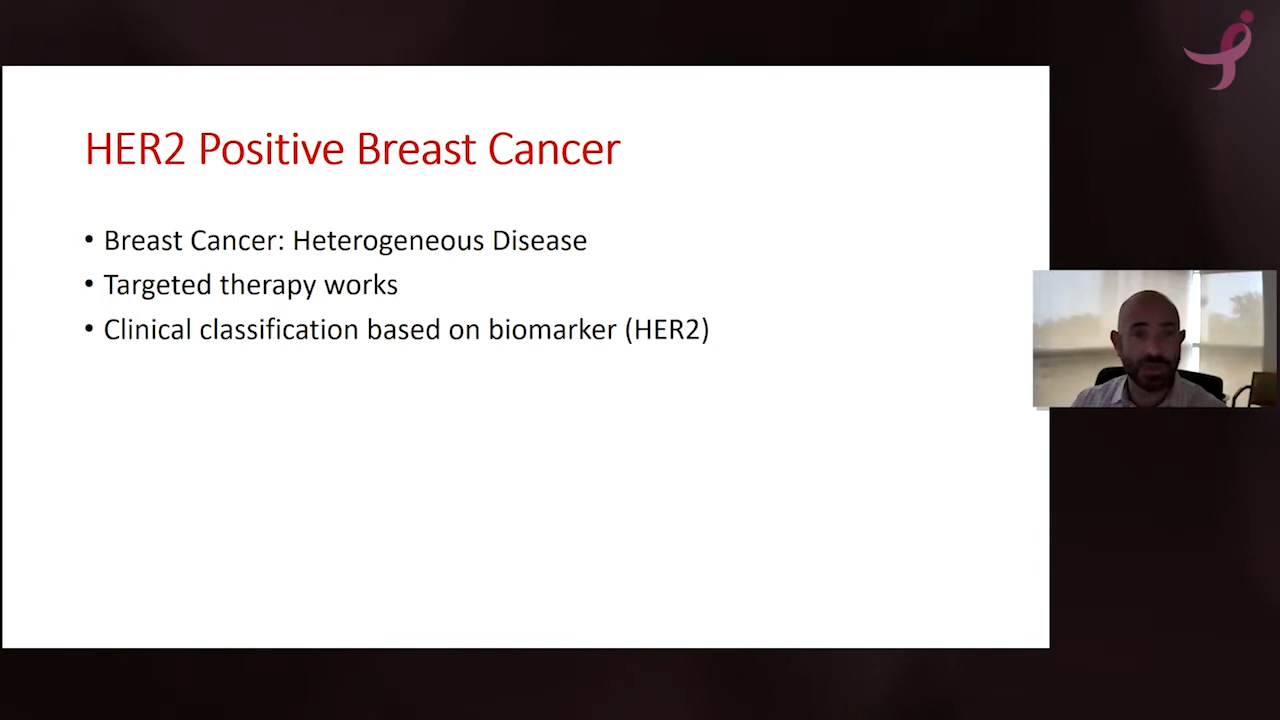 HER2 Positive Breast Cancer
• Breast Cancer: Heterogeneous Disease
• Targeted therapy works
• Clinical classification based on biomarker (HER2)